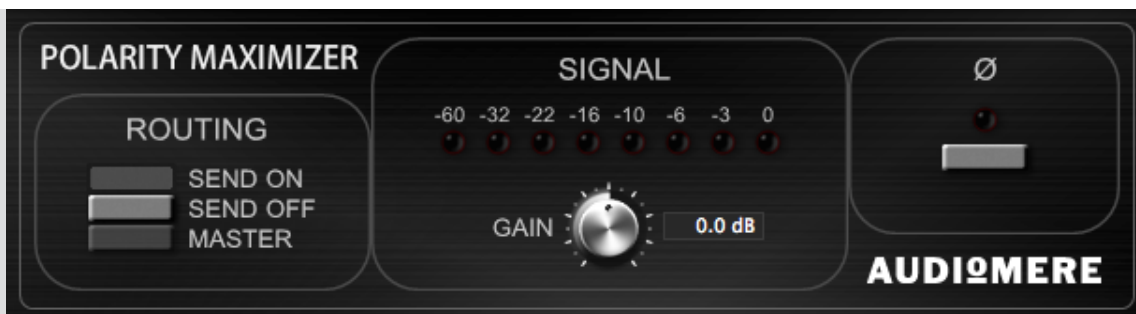 POLARITY MAXIMIZER
ROUTING
SEND ON
SEND OFF
MASTER
SIGNAL
-60 -32 -22 -16 -10 -6 -3 0
GAIN 0.0 dB
Ø
AUDIOMERE